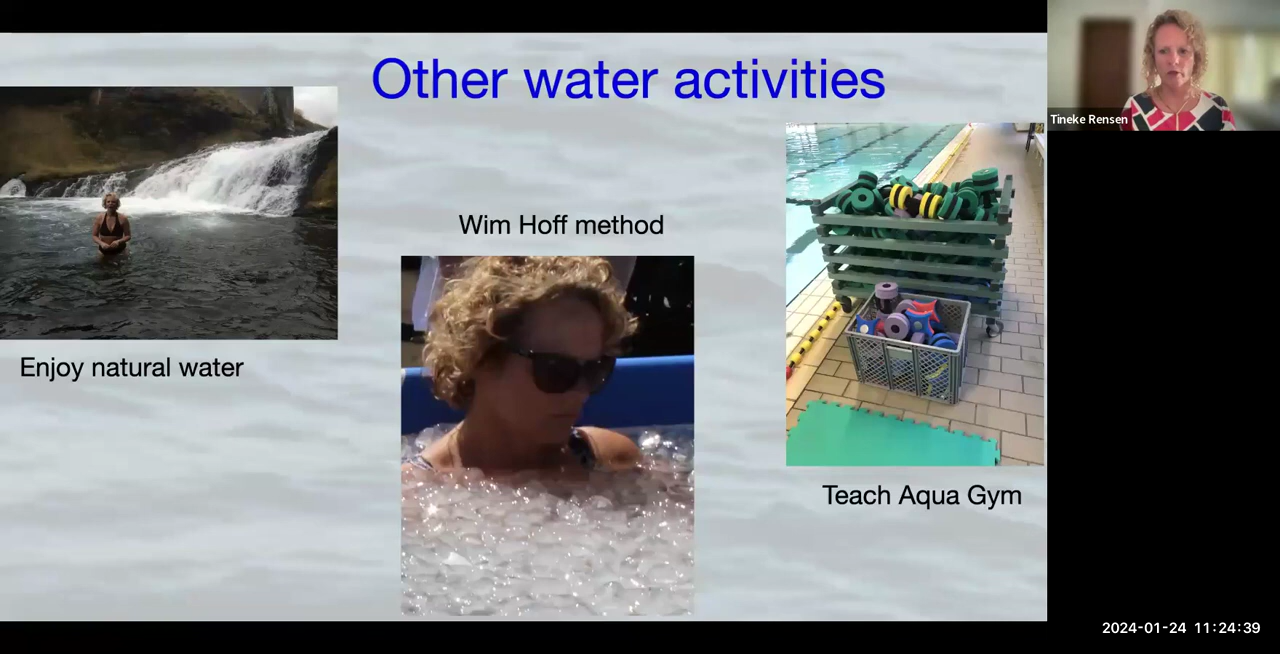 Other water activities
Tineke Rensen
Wim Hoff method
Enjoy natural water
Teach Aqua Gym
2024-01-24 11:24:39